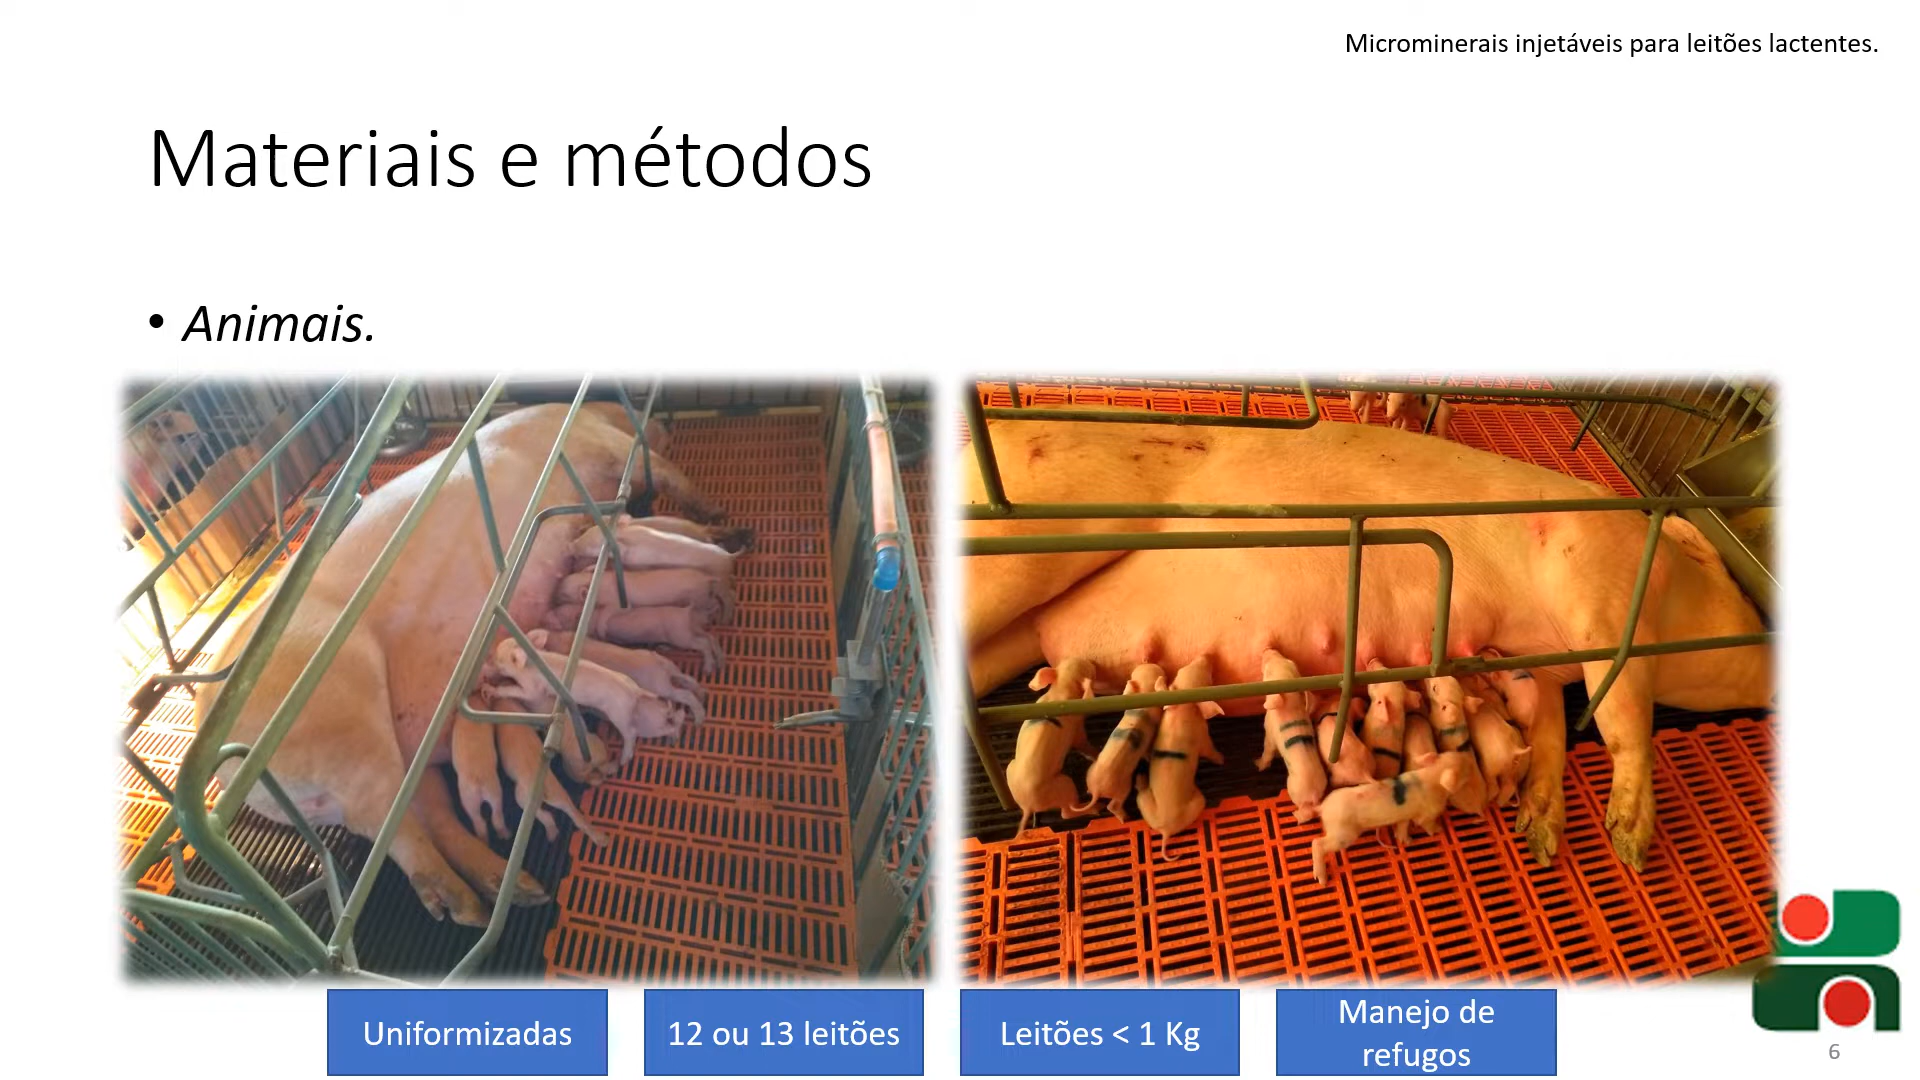 Microminerais injetáveis para leitões lactentes.
Materiais e métodos
• Animais.
Uniformizadas
12 ou 13 leitões
Leitões < 1 Kg
Manejo de
refugos
6